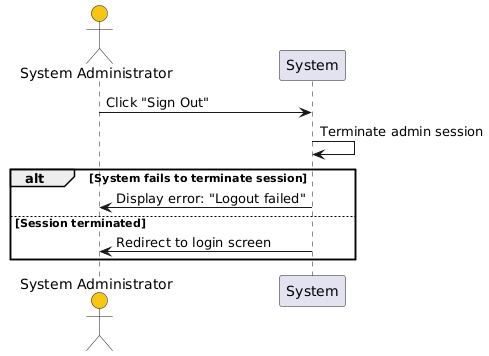 System Administrator
System
Click "Sign Out"
Terminate admin session
alt
[System fails to terminate session]
Display error: "Logout failed"
[Session terminated]
Redirect to login screen
System Administrator
System